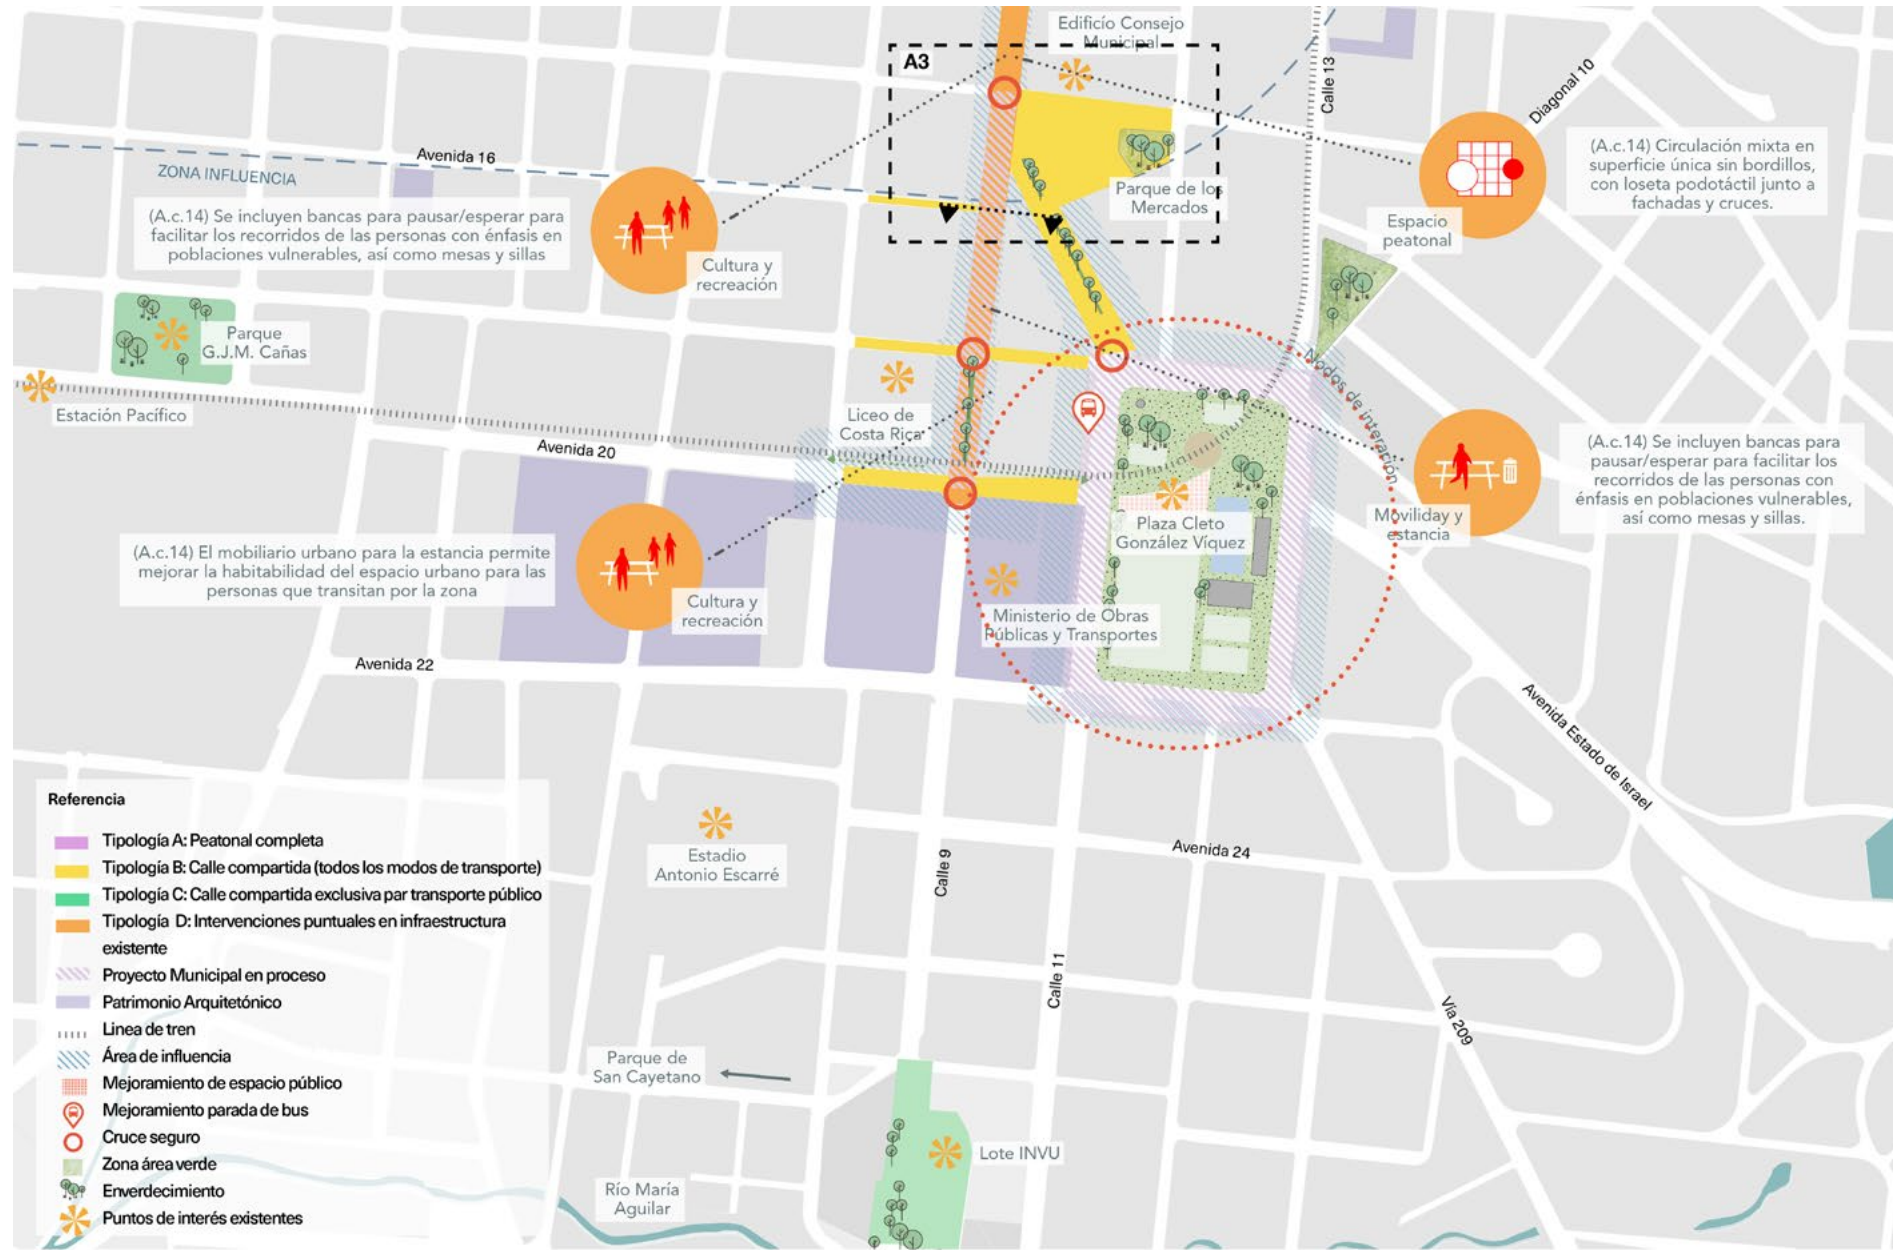 Edificío Consejo
Municipal
A3
Calle 13
Diagonal 10
Avenida 16
ZONA INFLUENCIA
(A.c.14) Se incluyen bancas para pausar/esperar para
facilitar los recorridos de las personas con énfasis en
poblaciones vulnerables, así como mesas y sillas
Cultura y
recreación
Parque de los
Mercados
(A.c.14) Circulación mixta en
superficie única sin bordillos,
con loseta podotáctil junto a
fachadas y cruces.
Espacio
peatonal
Parque
G.J.M. Cañas
Estación Pacífico
Liceo de
Costa Rica
Nodos de interación
Avenida 20
(A.c.14) Se incluyen bancas para
pausar/esperar para facilitar los
recorridos de las personas con
énfasis en poblaciones vulnerables,
así como mesas y sillas.
Moviliday y
estancia
Plaza Cleto
González Víquez
(A.c.14) El mobiliario urbano para la estancia permite
mejorar la habitabilidad del espacio urbano para las
personas que transitan por la zona
Cultura y
recreación
Ministerio de Obras
Públicas y Transportes
Avenida 22
Avenida Estado de Israel
Estadio
Antonio Escarré
Calle 9
Avenida 24
Calle 11
Vía 209
Parque de
San Cayetano
Lote INVU
Río María
Aguilar
Referencia
Tipología A: Peatonal completa
Tipología B: Calle compartida (todos los modos de transporte)
Tipología C: Calle compartida exclusiva par transporte público
Tipología D: Intervenciones puntuales en infraestructura
existente
Proyecto Municipal en proceso
Patrimonio Arquitetónico
Linea de tren
Área de influencia
Mejoramiento de espacio público
Mejoramiento parada de bus
Cruce seguro
Zona área verde
Enverdecimiento
Puntos de interés existentes